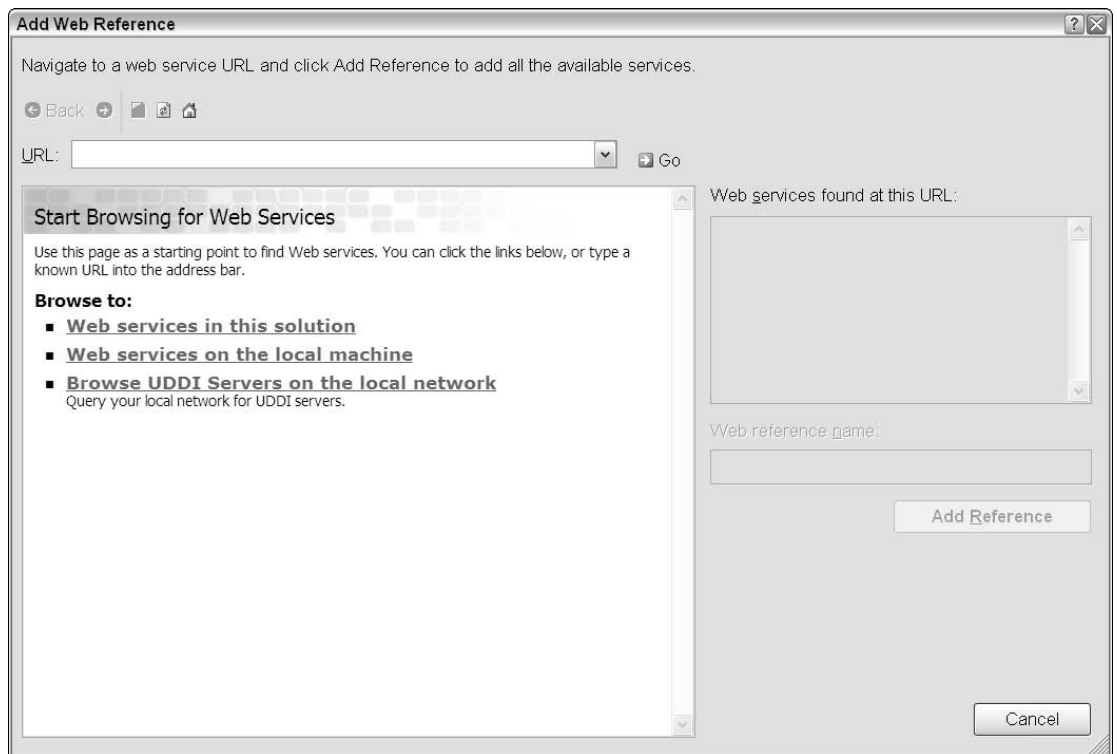 Add Web Reference
Navigate to a web service URL and click Add Reference to add all the available services.
Back
URL:
Go
Start Browsing for Web Services
Use this page as a starting point to find Web services. You can click the links below, or type a
known URL into the address bar.
Browse to:
Web services in this solution
Web services on the local machine
Browse UDDI Servers on the local network
Query your local network for UDDI servers.
Web services found at this URL:
Web reference name:
Add Reference
Cancel